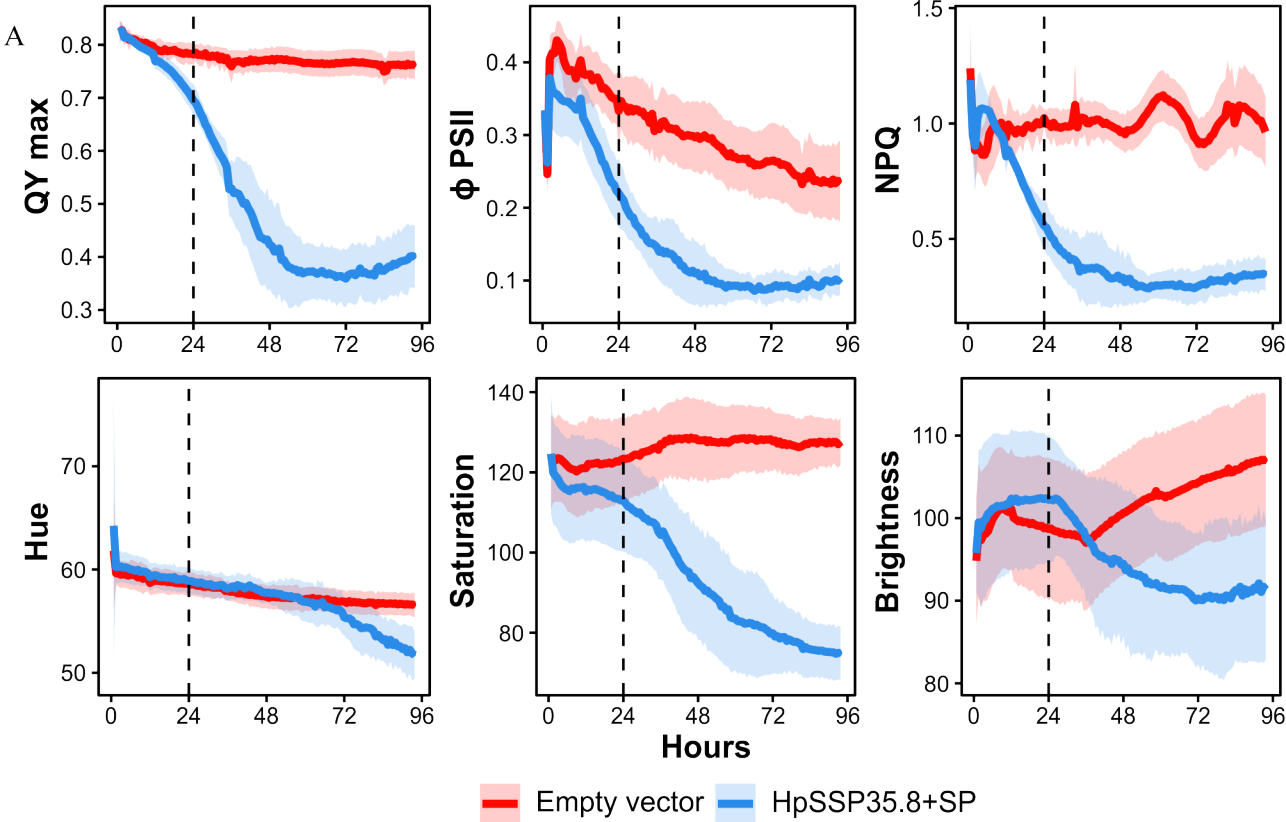 A
QY max
0.8
0.7
0.6
0.5
0.4
0.3
0 24 48 72 96
ϕ PSII
0.4
0.3
0.2
0.1
0 24 48 72 96
NPQ
1.5
1.0
0.5
0 24 48 72 96
Hue
70
60
50
0 24 48 72 96
Saturation
140
120
100
80
0 24 48 72 96
Brightness
110
100
90
80
0 24 48 72 96
Hours
Empty vector HpSSP35.8+SP